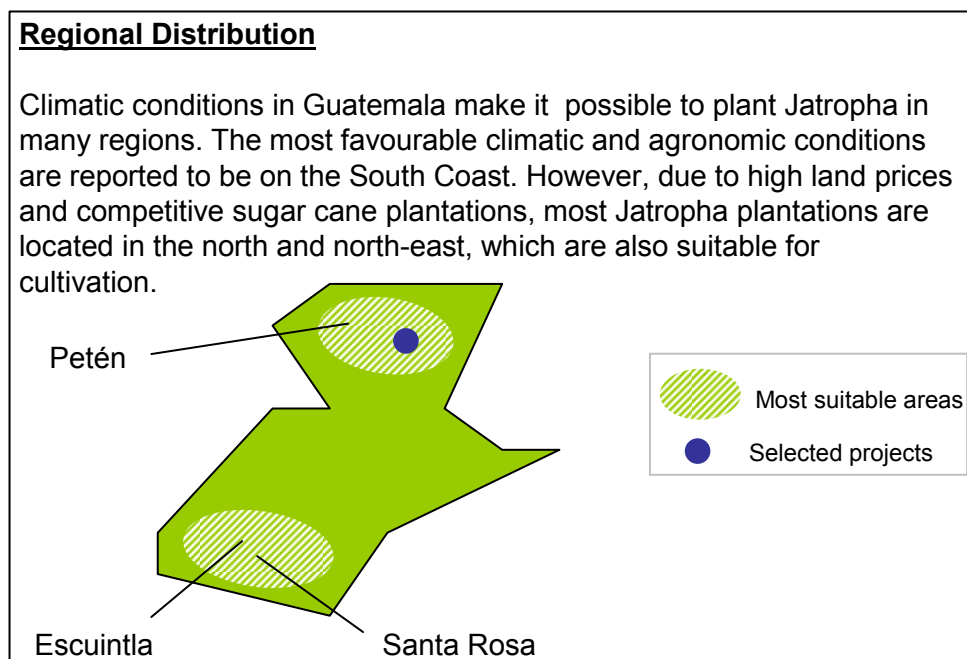 Regional Distribution
Climatic conditions in Guatemala make it possible to plant Jatropha in
many regions. The most favourable climatic and agronomic conditions
are reported to be on the South Coast. However, due to high land prices
and competitive sugar cane plantations, most Jatropha plantations are
located in the north and north-east, which are also suitable for
cultivation.
Petén
Most suitable areas
Selected projects
Escuintla
Santa Rosa